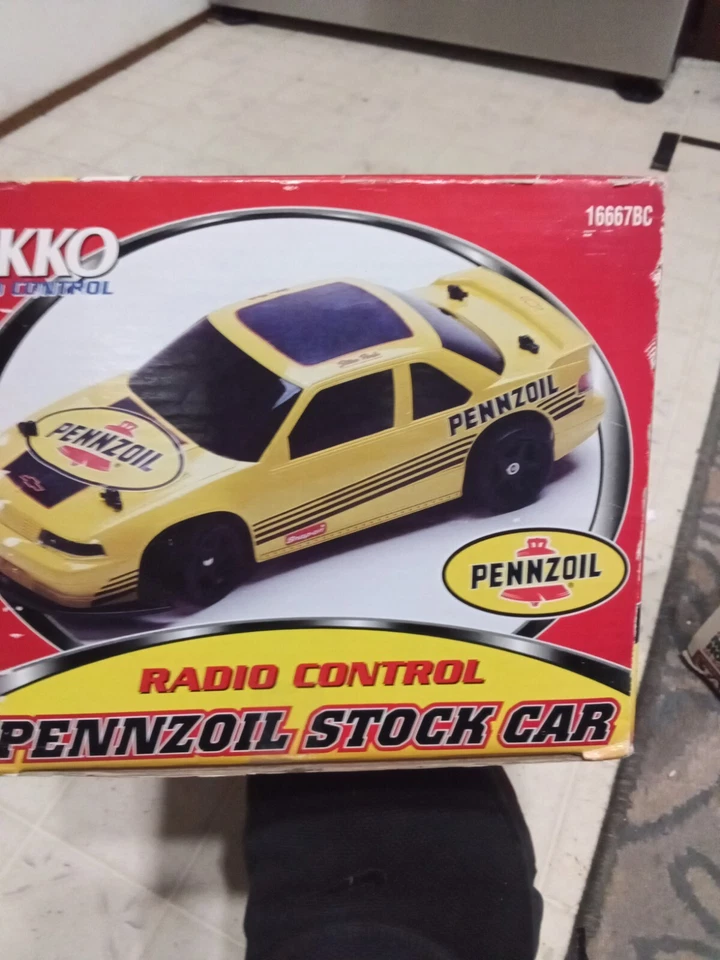 16667BC
KKO
CONTROL
PENNZOIL
PENNZOIL
PENNZOIL
RADIO CONTROL
PENNZOIL STOCK CAR